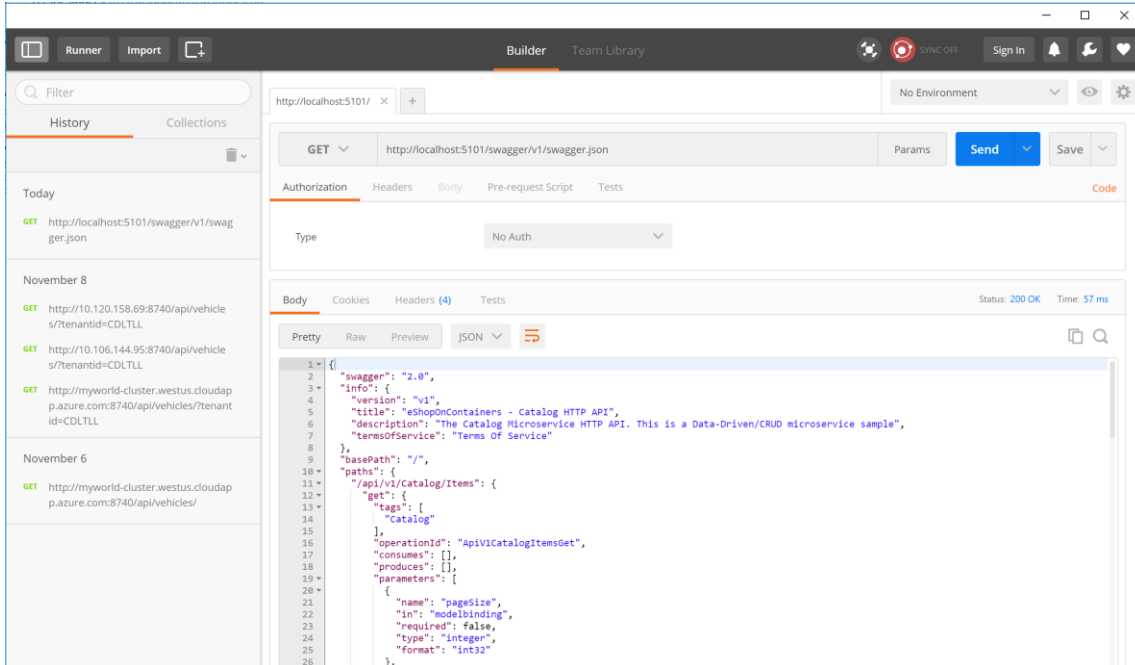 Runner
Import
Builder
Team Library
SYNC OFF
Sign In
Filter
History
Collections
Today
GET http://localhost:5101/swagger/v1/swag
ger.json
November 8
GET http://10.120.158.69:8740/api/vehicle
s/?tenantid=CDLTLL
GET http://10.106.144.95:8740/api/vehicle
s/?tenantid=CDLTLL
GET http://myworld-cluster.westus.cloudap
p.azure.com:8740/api/vehicles/?tenant
id=CDLTLL
November 6
GET http://myworld-cluster.westus.cloudap
p.azure.com:8740/api/vehicles/
http://localhost:5101/
No Environment
GET http://localhost:5101/swagger/v1/swagger.json Params Send Save
Authorization Headers Body Pre-request Script Tests Code
Type No Auth
Body Cookies Headers (4) Tests Status: 200 OK Time: 57 ms
Pretty Raw Preview JSON
1 {
2 "swagger": "2.0",
3 "info": {
4 "version": "v1",
5 "title": "eShopOnContainers - Catalog HTTP API",
6 "description": "The Catalog Microservice HTTP API. This is a Data-Driven/CRUD microservice sample",
7 "termsOfService": "Terms Of Service"
8 },
9 "basePath": "/",
10 "paths": {
11 "/api/v1/Catalog/Items": {
12 "get": {
13 "tags": [
14 "Catalog"
15 ],
16 "operationId": "ApiV1CatalogItemsGet",
17 "consumes": [],
18 "produces": [],
19 "parameters": [
20 {
21 "name": "pageSize",
22 "in": "modelbinding",
23 "required": false,
24 "type": "integer",
25 "format": "int32"
26 },